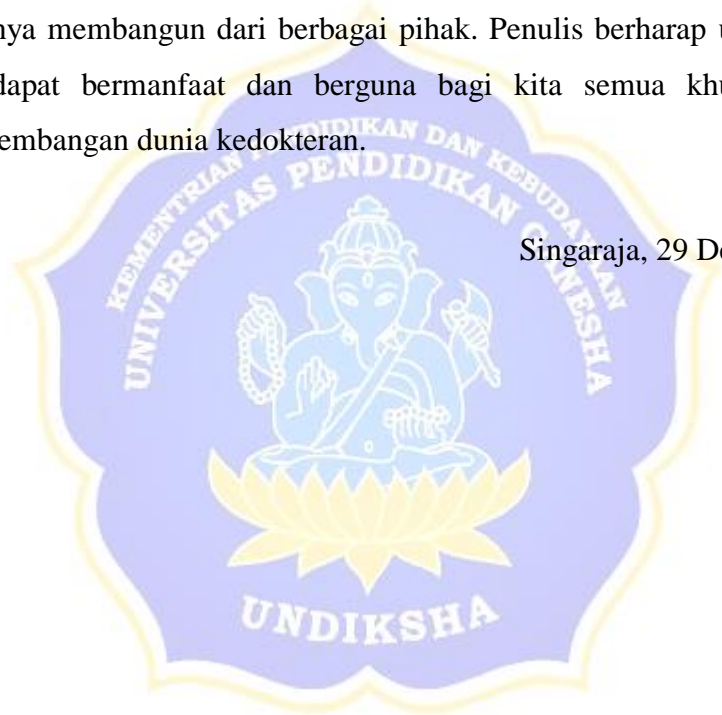 nya membangun dari berbagai pihak. Penulis berharap u
dapat bermanfaat dan berguna bagi kita semua khu
embangan dunia kedokteran.
KEMENTRIAN PENDIDIKAN DAN KEBUDAYAAN
UNIVERSITAS PENDIDIKAN GANESHA
Singaraja, 29 De
UNDIKSHA